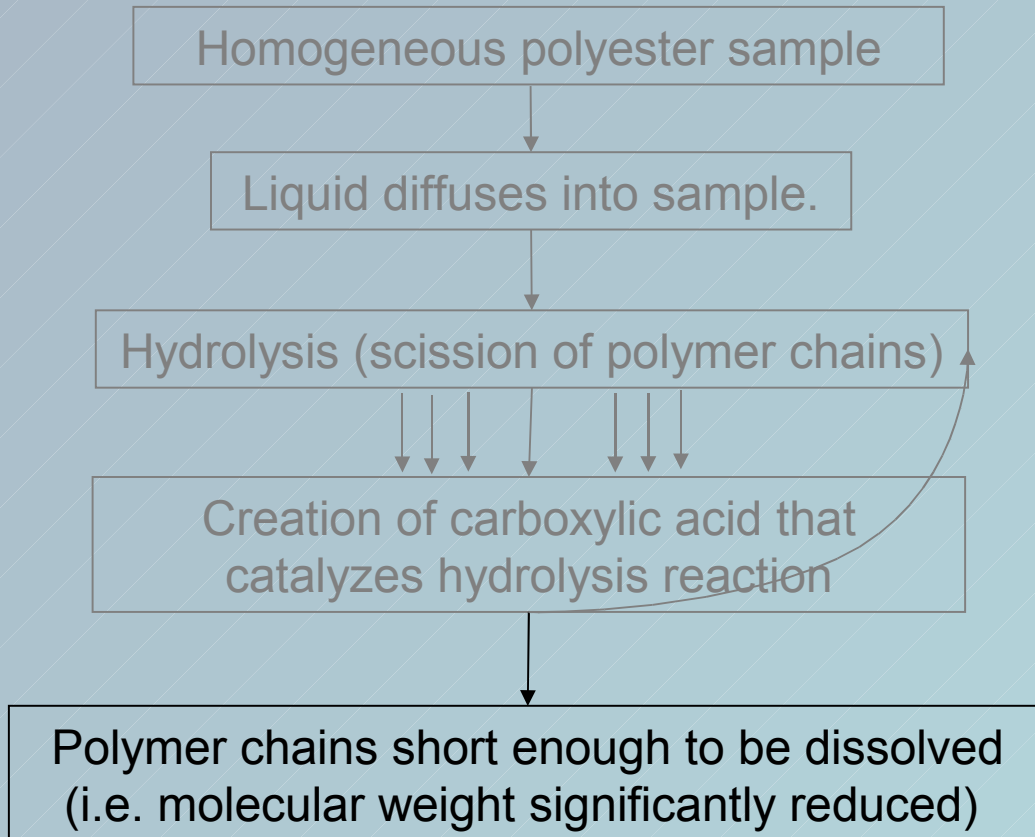 Homogeneous polyester sample
Liquid diffuses into sample.
Hydrolysis (scission of polymer chains)
Creation of carboxylic acid that
catalyzes hydrolysis reaction
Polymer chains short enough to be dissolved
(i.e. molecular weight significantly reduced)